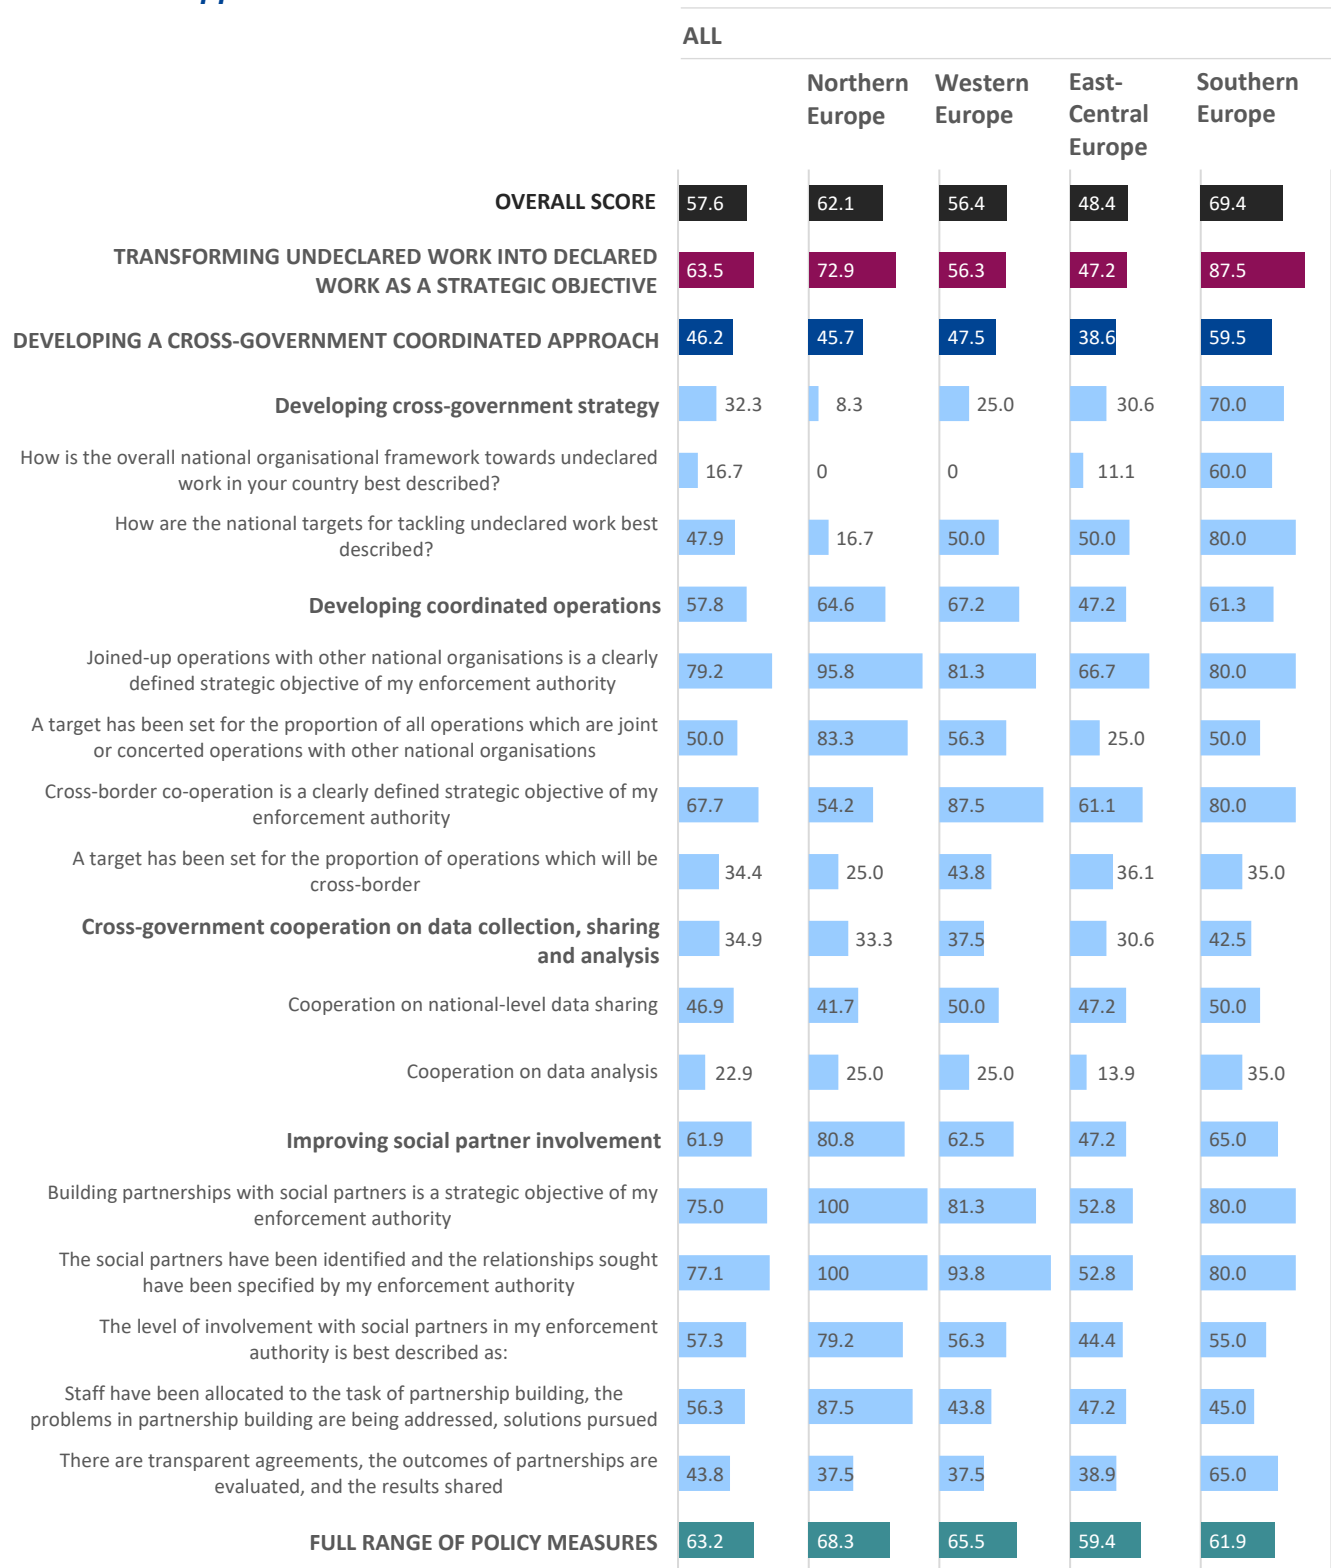 ALL
Northern Europe Western Europe East-Central Europe Southern Europe
OVERALL SCORE 57.6 62.1 56.4 48.4 69.4
TRANSFORMING UNDECLARED WORK INTO DECLARED
WORK AS A STRATEGIC OBJECTIVE 63.5 72.9 56.3 47.2 87.5
DEVELOPING A CROSS-GOVERNMENT COORDINATED APPROACH 46.2 45.7 47.5 38.6 59.5
Developing cross-government strategy 32.3 8.3 25.0 30.6 70.0
How is the overall national organisational framework towards undeclared
work in your country best described? 16.7 0 0 11.1 60.0
How are the national targets for tackling undeclared work best
described? 47.9 16.7 50.0 50.0 80.0
Developing coordinated operations 57.8 64.6 67.2 47.2 61.3
Joined-up operations with other national organisations is a clearly
defined strategic objective of my enforcement authority 79.2 95.8 81.3 66.7 80.0
A target has been set for the proportion of all operations which are joint
or concerted operations with other national organisations 50.0 83.3 56.3 25.0 50.0
Cross-border co-operation is a clearly defined strategic objective of my
enforcement authority 67.7 54.2 87.5 61.1 80.0
A target has been set for the proportion of operations which will be
cross-border 34.4 25.0 43.8 36.1 35.0
Cross-government cooperation on data collection, sharing
and analysis 34.9 33.3 37.5 30.6 42.5
Cooperation on national-level data sharing 46.9 41.7 50.0 47.2 50.0
Cooperation on data analysis 22.9 25.0 25.0 13.9 35.0
Improving social partner involvement 61.9 80.8 62.5 47.2 65.0
Building partnerships with social partners is a strategic objective of my
enforcement authority 75.0 100 81.3 52.8 80.0
The social partners have been identified and the relationships sought
have been specified by my enforcement authority 77.1 100 93.8 52.8 80.0
The level of involvement with social partners in my enforcement
authority is best described as: 57.3 79.2 56.3 44.4 55.0
Staff have been allocated to the task of partnership building, the
problems in partnership building are being addressed, solutions pursued 56.3 87.5 43.8 47.2 45.0
There are transparent agreements, the outcomes of partnerships are
evaluated, and the results shared 43.8 37.5 37.5 38.9 65.0
FULL RANGE OF POLICY MEASURES 63.2 68.3 65.5 59.4 61.9